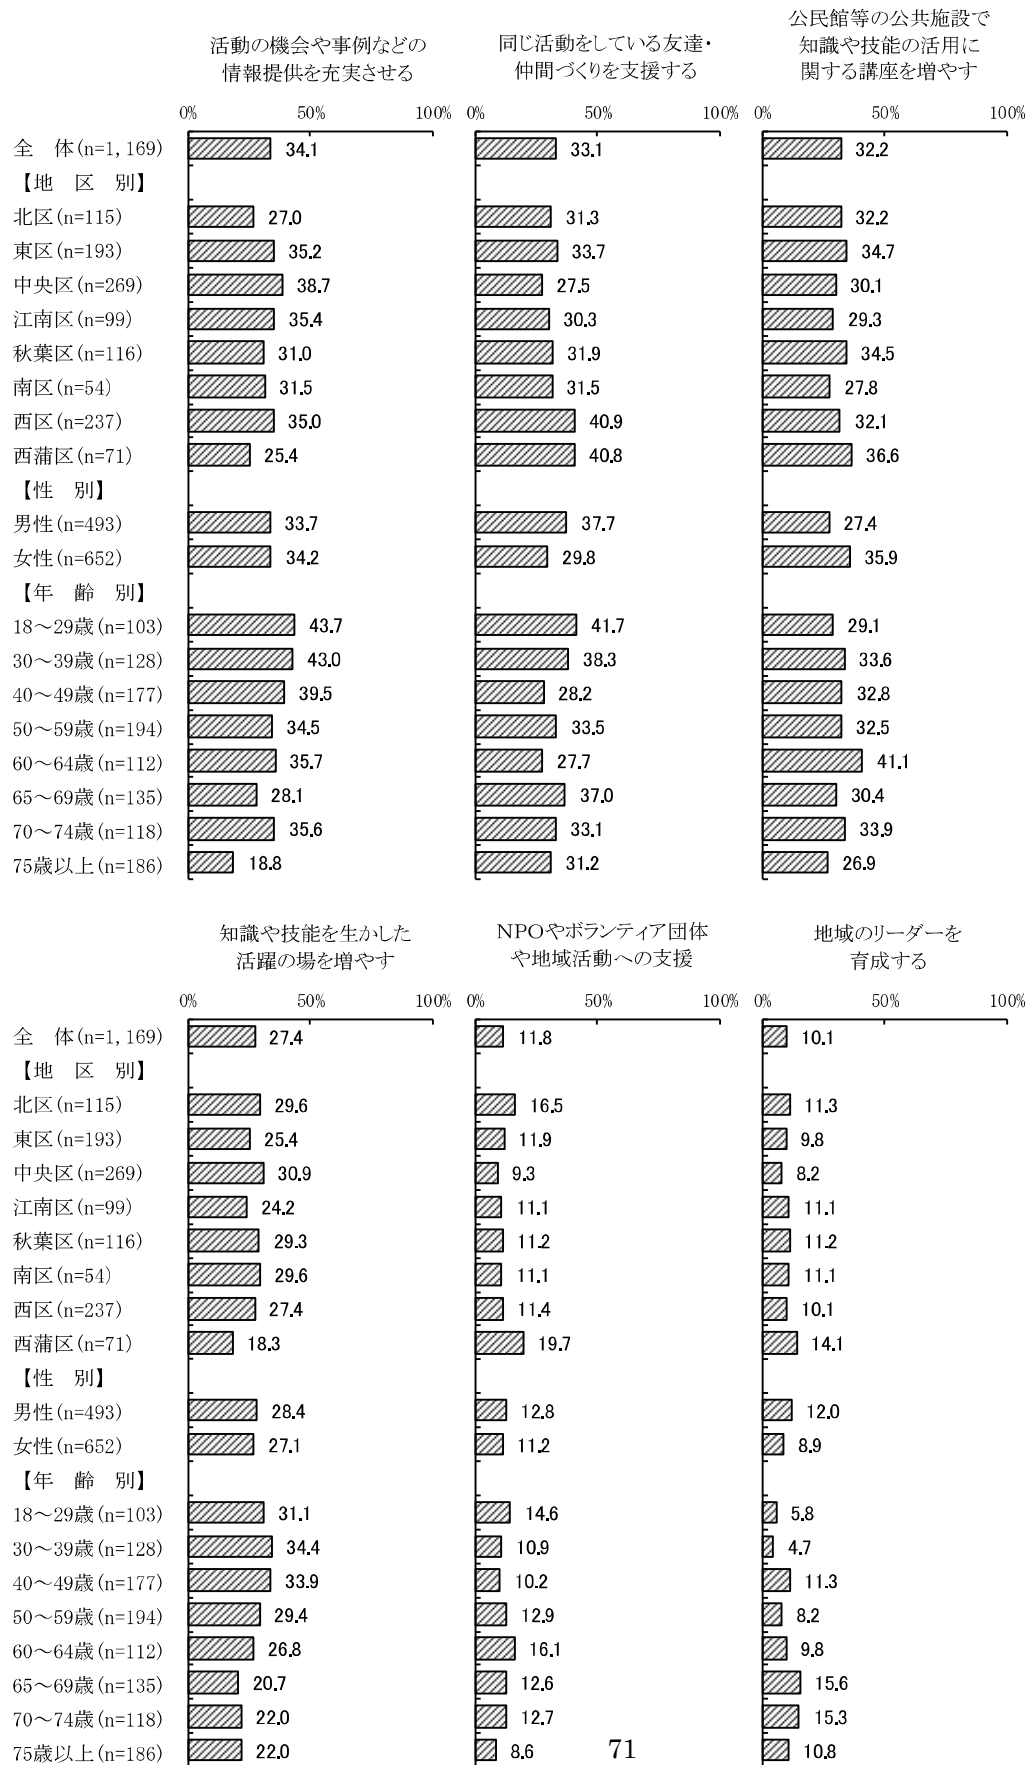 活動の機会や事例などの
情報提供を充実させる
同じ活動をしている友達・
仲間づくりを支援する
公民館等の公共施設で
知識や技能の活用に
関する講座を増やす
0% 50% 100% 0% 50% 100% 0% 50% 100%
全 体(n=1,169) 34.1 33.1 32.2
【地 区 別】
北区(n=115) 27.0 31.3 32.2
東区(n=193) 35.2 33.7 34.7
中央区(n=269) 38.7 27.5 30.1
江南区(n=99) 35.4 30.3 29.3
秋葉区(n=116) 31.0 31.9 34.5
南区(n=54) 31.5 31.5 27.8
西区(n=237) 35.0 40.9 32.1
西蒲区(n=71) 25.4 40.8 36.6
【性 別】
男性(n=493) 33.7 37.7 27.4
女性(n=652) 34.2 29.8 35.9
【年 齢 別】
18～29歳(n=103) 43.7 41.7 29.1
30～39歳(n=128) 43.0 38.3 33.6
40～49歳(n=177) 39.5 28.2 32.8
50～59歳(n=194) 34.5 33.5 32.5
60～64歳(n=112) 35.7 27.7 41.1
65～69歳(n=135) 28.1 37.0 30.4
70～74歳(n=118) 35.6 33.1 33.9
75歳以上(n=186) 18.8 31.2 26.9
知識や技能を生かした
活躍の場を増やす
NPOやボランティア団体
や地域活動への支援
地域のリーダーを
育成する
0% 50% 100% 0% 50% 100% 0% 50% 100%
全 体(n=1,169) 27.4 11.8 10.1
【地 区 別】
北区(n=115) 29.6 16.5 11.3
東区(n=193) 25.4 11.9 9.8
中央区(n=269) 30.9 9.3 8.2
江南区(n=99) 24.2 11.1 11.1
秋葉区(n=116) 29.3 11.2 11.2
南区(n=54) 29.6 11.1 11.1
西区(n=237) 27.4 11.4 10.1
西蒲区(n=71) 18.3 19.7 14.1
【性 別】
男性(n=493) 28.4 12.8 12.0
女性(n=652) 27.1 11.2 8.9
【年 齢 別】
18～29歳(n=103) 31.1 14.6 5.8
30～39歳(n=128) 34.4 10.9 4.7
40～49歳(n=177) 33.9 10.2 11.3
50～59歳(n=194) 29.4 12.9 8.2
60～64歳(n=112) 26.8 16.1 9.8
65～69歳(n=135) 20.7 12.6 15.6
70～74歳(n=118) 22.0 12.7 15.3
75歳以上(n=186) 22.0 8.6 10.8
71